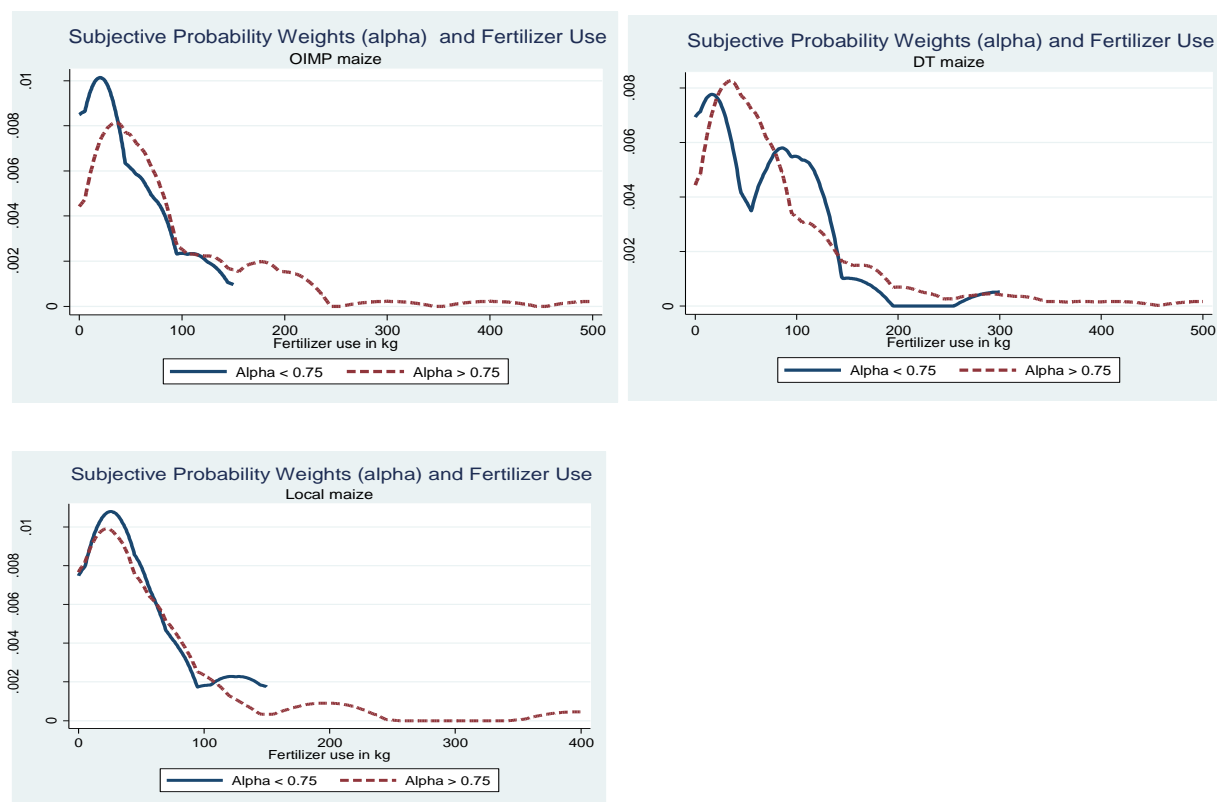 Subjective Probability Weights (alpha) and Fertilizer Use
OIMP maize
.01
.008
.006
.004
.002
0
0 100 200 300 400 500
Fertilizer use in kg
Alpha < 0.75 Alpha > 0.75
Subjective Probability Weights (alpha) and Fertilizer Use
DT maize
.008
.006
.004
.002
0
0 100 200 300 400 500
Fertilizer use in kg
Alpha < 0.75 Alpha > 0.75
Subjective Probability Weights (alpha) and Fertilizer Use
Local maize
.01
.008
.006
.004
.002
0
0 100 200 300 400
Fertilizer use in kg
Alpha < 0.75 Alpha > 0.75